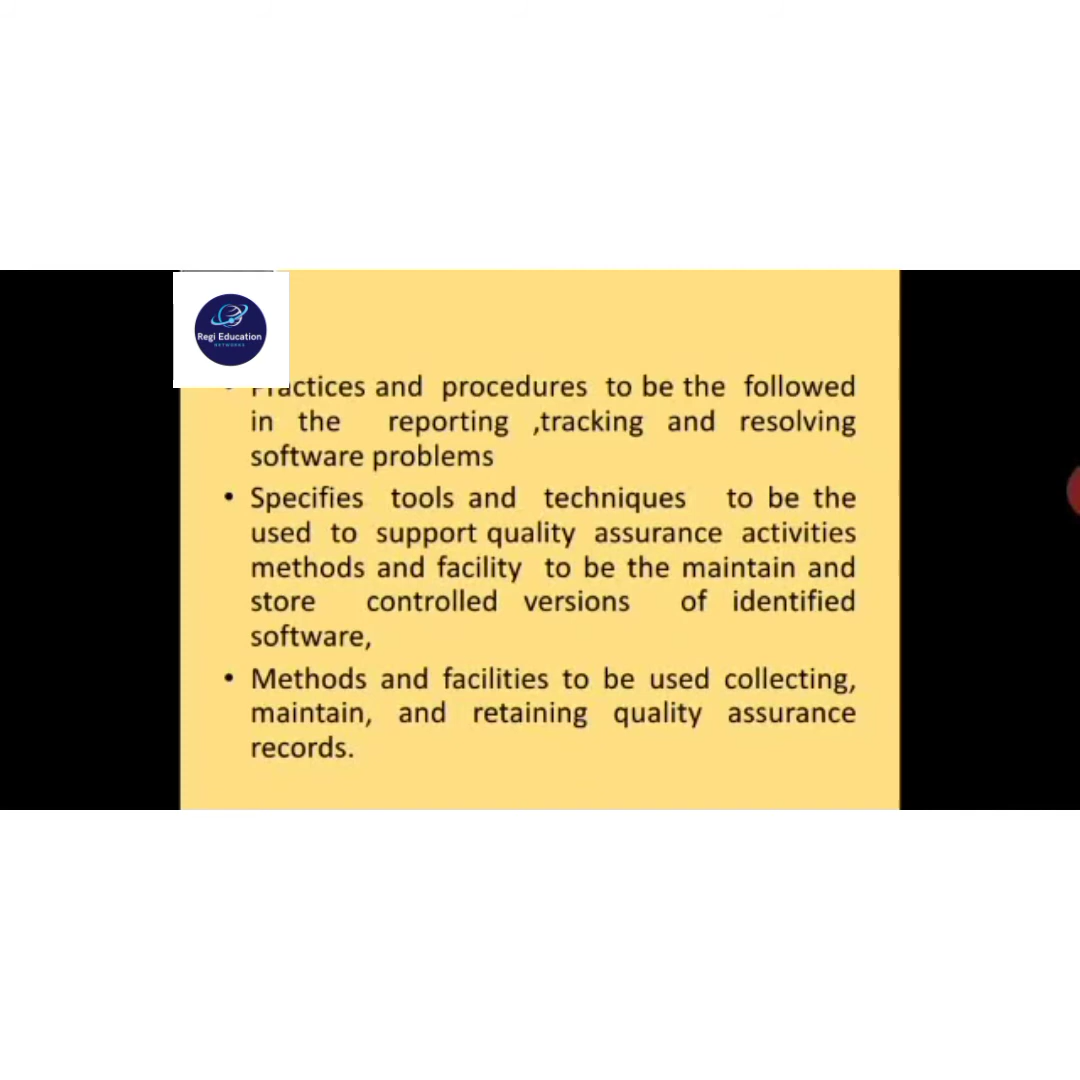 Regi Education
NETWORKS
• Practices and procedures to be the followed
in the reporting ,tracking and resolving
software problems
• Specifies tools and techniques to be the
used to support quality assurance activities
methods and facility to be the maintain and
store controlled versions of identified
software,
• Methods and facilities to be used collecting,
maintain, and retaining quality assurance
records.